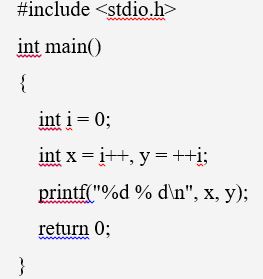 #include <stdio.h>
int main()
{
int i = 0;
int x = i++, y = ++i;
printf("%d % d\n", x, y);
return 0;
}